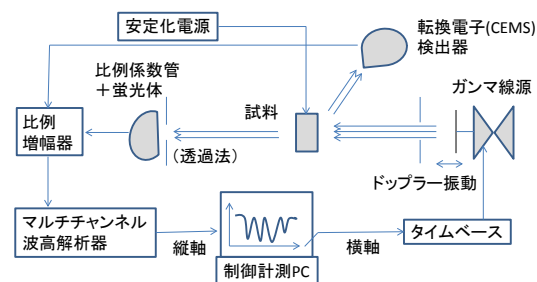 安定化電源
転換電子(CEMS)
検出器
比例係数管
＋蛍光体
ガンマ線源
試料
比例
増幅器
(透過法)
ドップラー振動
マルチチャンネル
波高解析器
縦軸
横軸
タイムベース
制御計測PC